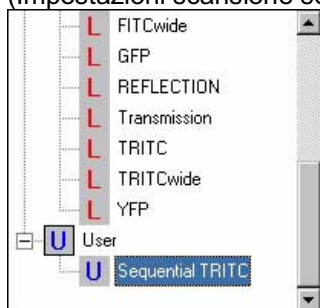 (Impostazioni scansione se
L FITCwide
L GFP
L REFLECTION
L Transmission
L TRITC
L TRITCwide
L YFP
U User
U Sequential TRITC